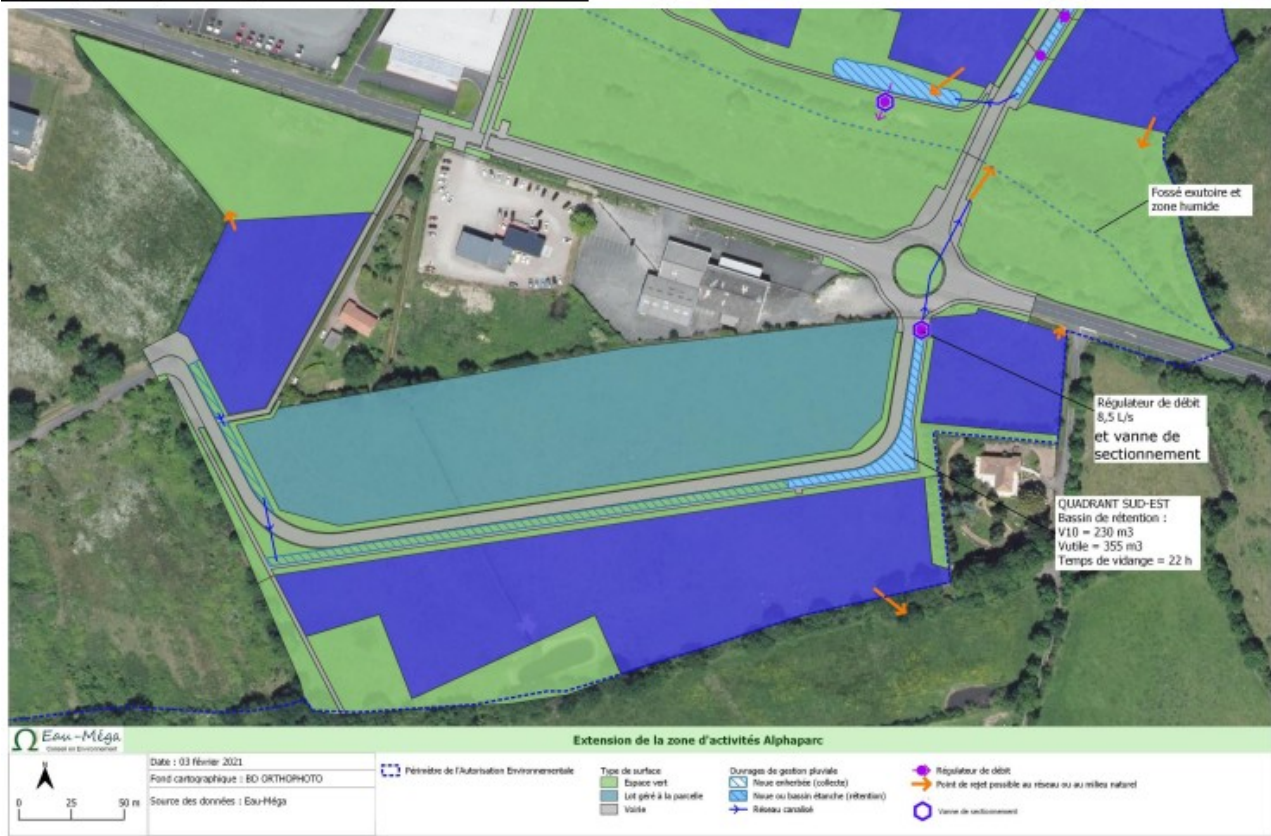 Fossé exutoire et
zone humide
Régulateur de débit
8,5 L/s
et vanne de
sectionnement
QUADRANT SUD-EST
Bassin de rétention :
V10 = 230 m3
Vutile = 355 m3
Temps de vidange = 22 h
Eau-Méga
Conseil en Environnement
Extension de la zone d'activités Alphaparc
N
0 25 50 m
Date : 03 février 2021
Fond cartographique : BD ORTHOPHOTO
Source des données : Eau-Méga
Périmètre de l'Autorisation Environnementale
Type de surface
Espace vert
Lot géré à la parcelle
Voirie
Ouvrages de gestion pluviale
Noue enherbée (collecte)
Noue ou bassin étanche (rétention)
Réseau canalisé
Régulateur de débit
Point de rejet possible au réseau ou au milieu naturel
Vanne de sectionnement